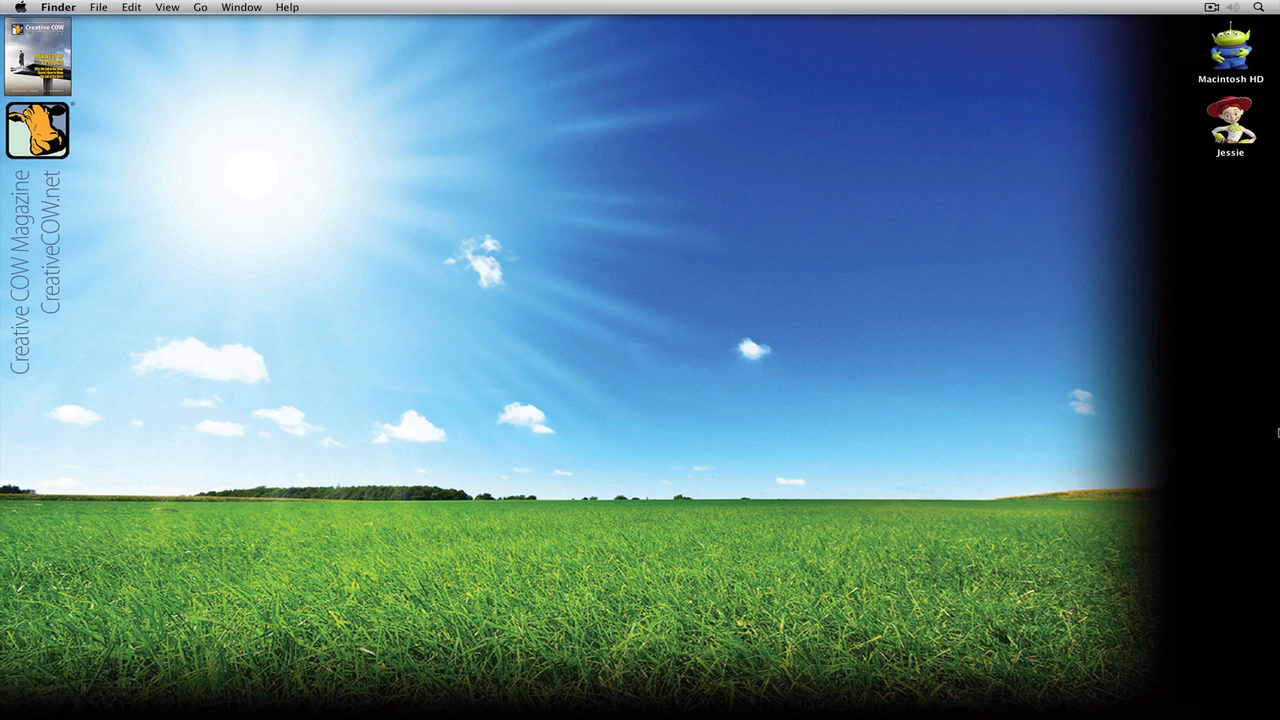 Finder File Edit View Go Window Help
Creative COW
Macintosh HD
Jessie
Creative COW Magazine
CreativeCOW.net